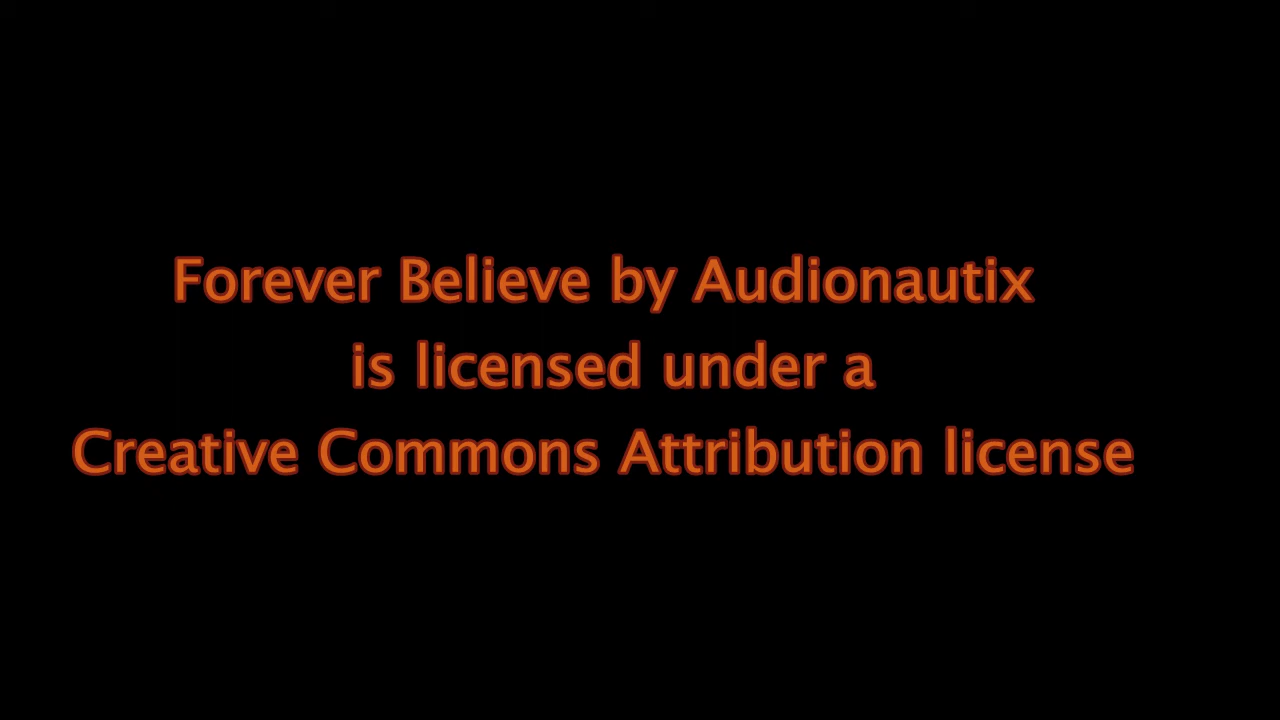 Forever Believe by Audionautix
is licensed under a
Creative Commons Attribution license